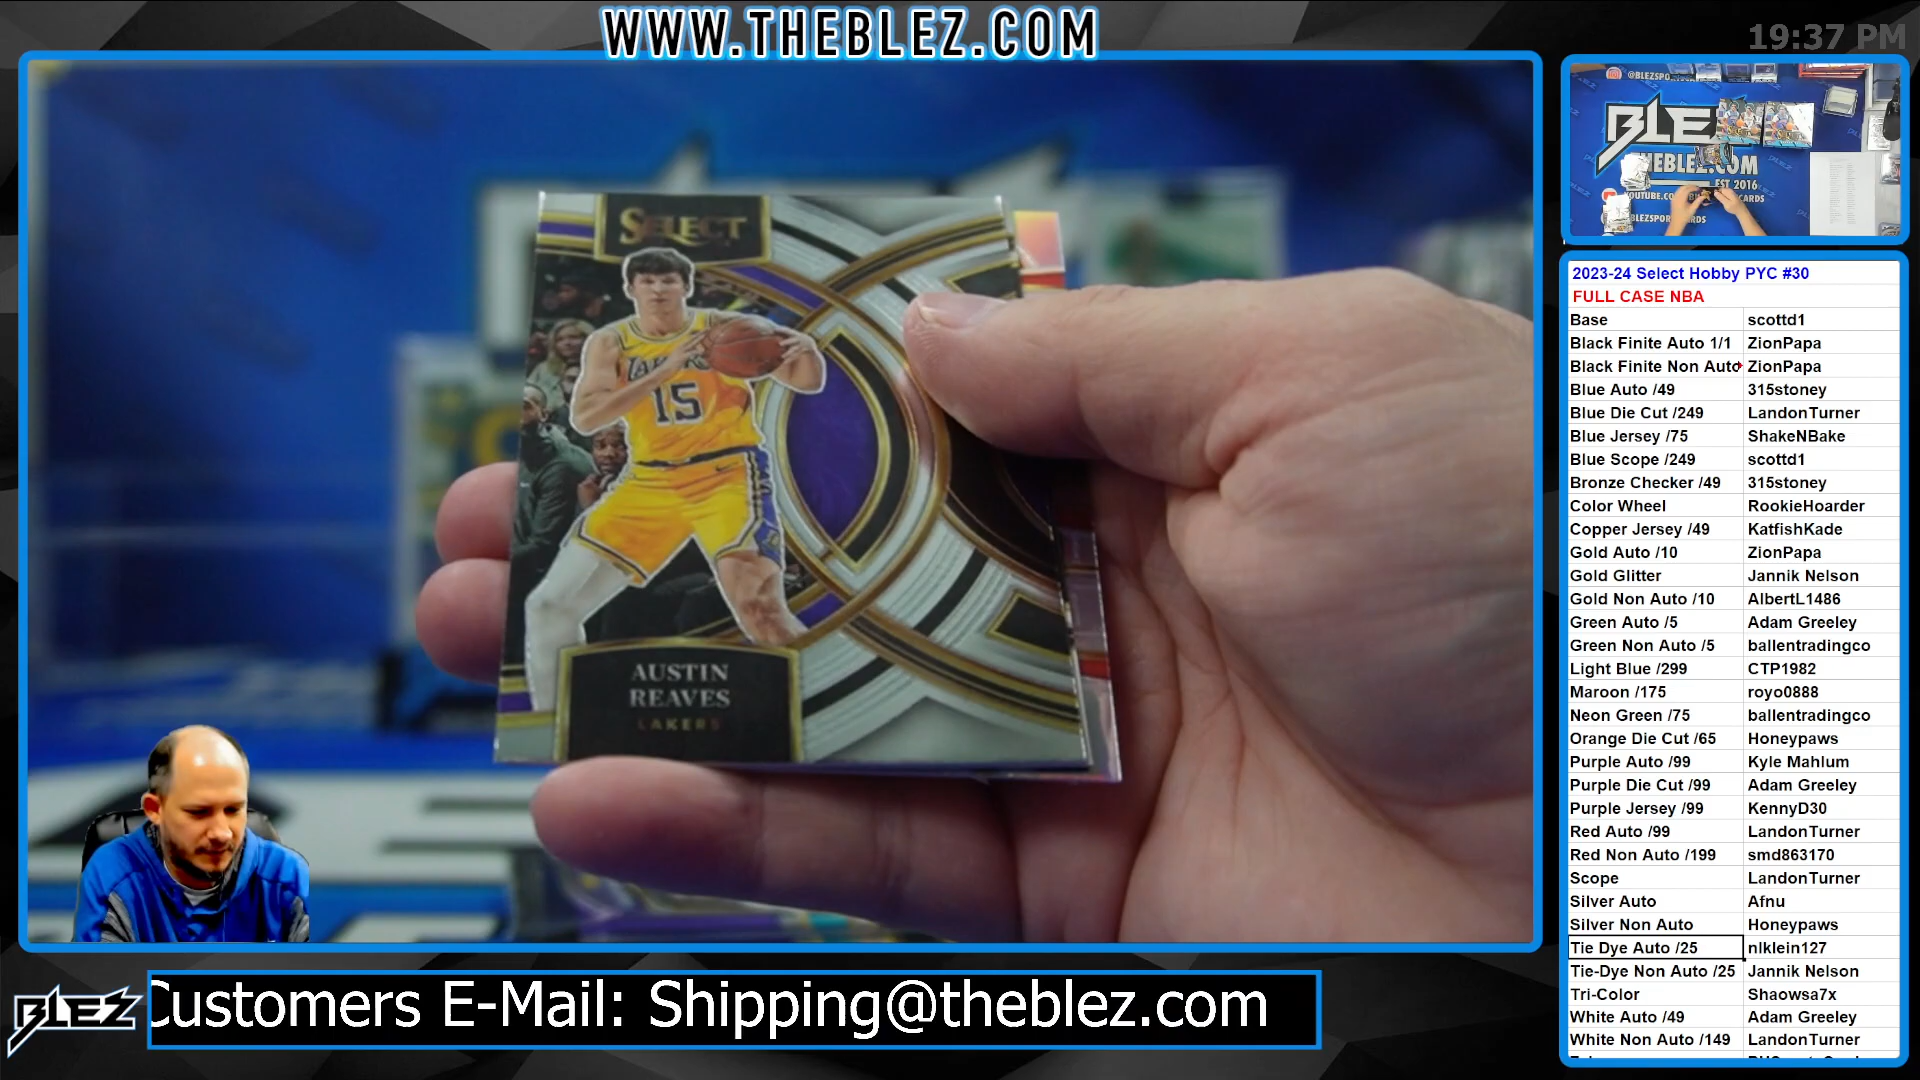 WWW.THEBLEZ.COM
19:37 PM
SELECT
LAKERS
15
AUSTIN
REAVES
LAKERS
@BLEZSPO
BLE
THEBLEZ.COM
EST 2016
2023-24 Select Hobby PYC #30
FULL CASE NBA
Base scottd1
Black Finite Auto 1/1 ZionPapa
Black Finite Non Auto ZionPapa
Blue Auto /49 315stoney
Blue Die Cut /249 LandonTurner
Blue Jersey /75 ShakeNBake
Blue Scope /249 scottd1
Bronze Checker /49 315stoney
Color Wheel RookieHoarder
Copper Jersey /49 KatfishKade
Gold Auto /10 ZionPapa
Gold Glitter Jannik Nelson
Gold Non Auto /10 AlbertL1486
Green Auto /5 Adam Greeley
Green Non Auto /5 ballentradingco
Light Blue /299 CTP1982
Maroon /175 royo0888
Neon Green /75 ballentradingco
Orange Die Cut /65 Honeypaws
Purple Auto /99 Kyle Mahlum
Purple Die Cut /99 Adam Greeley
Purple Jersey /99 KennyD30
Red Auto /99 LandonTurner
Red Non Auto /199 smd863170
Scope LandonTurner
Silver Auto Afnu
Silver Non Auto Honeypaws
Tie Dye Auto /25 nlklein127
Tie-Dye Non Auto /25 Jannik Nelson
Tri-Color Shaowsa7x
White Auto /49 Adam Greeley
White Non Auto /149 LandonTurner
BLEZ
Customers E-Mail: Shipping@theblez.com